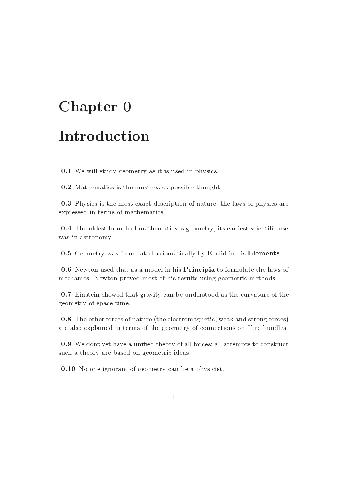 Chapter 0
Introduction
0.1 We will study geometry as it is used in physics.
0.2 Mathematics is the most exact possible thought.
0.3 Physics is the most exact description of nature; the laws of physics are
expressed in terms of mathematics.
0.4 The oldest branch of mathematics is geometry; its earliest scientific use
was in astronomy.
0.5 Geometry was formulated axiomatically by Euclid in his Elements.
0.6 Newton used that as a model in his Principia to formulate the laws of
mechanics. Newton proved most of his results using geometric methods.
0.7 Einstein showed that gravity can be understood as the curvature of the
geometry of space-time.
0.8 The other forces of nature (the electromagnetic, weak and strong forces)
are also explained in terms of the geometry of connections on fibre bundles.
0.9 We don't yet have a unified theory of all forces; all attempts to construct
such a theory are based on geometric ideas.
0.10 No one ignorant of geometry can be a physicist.